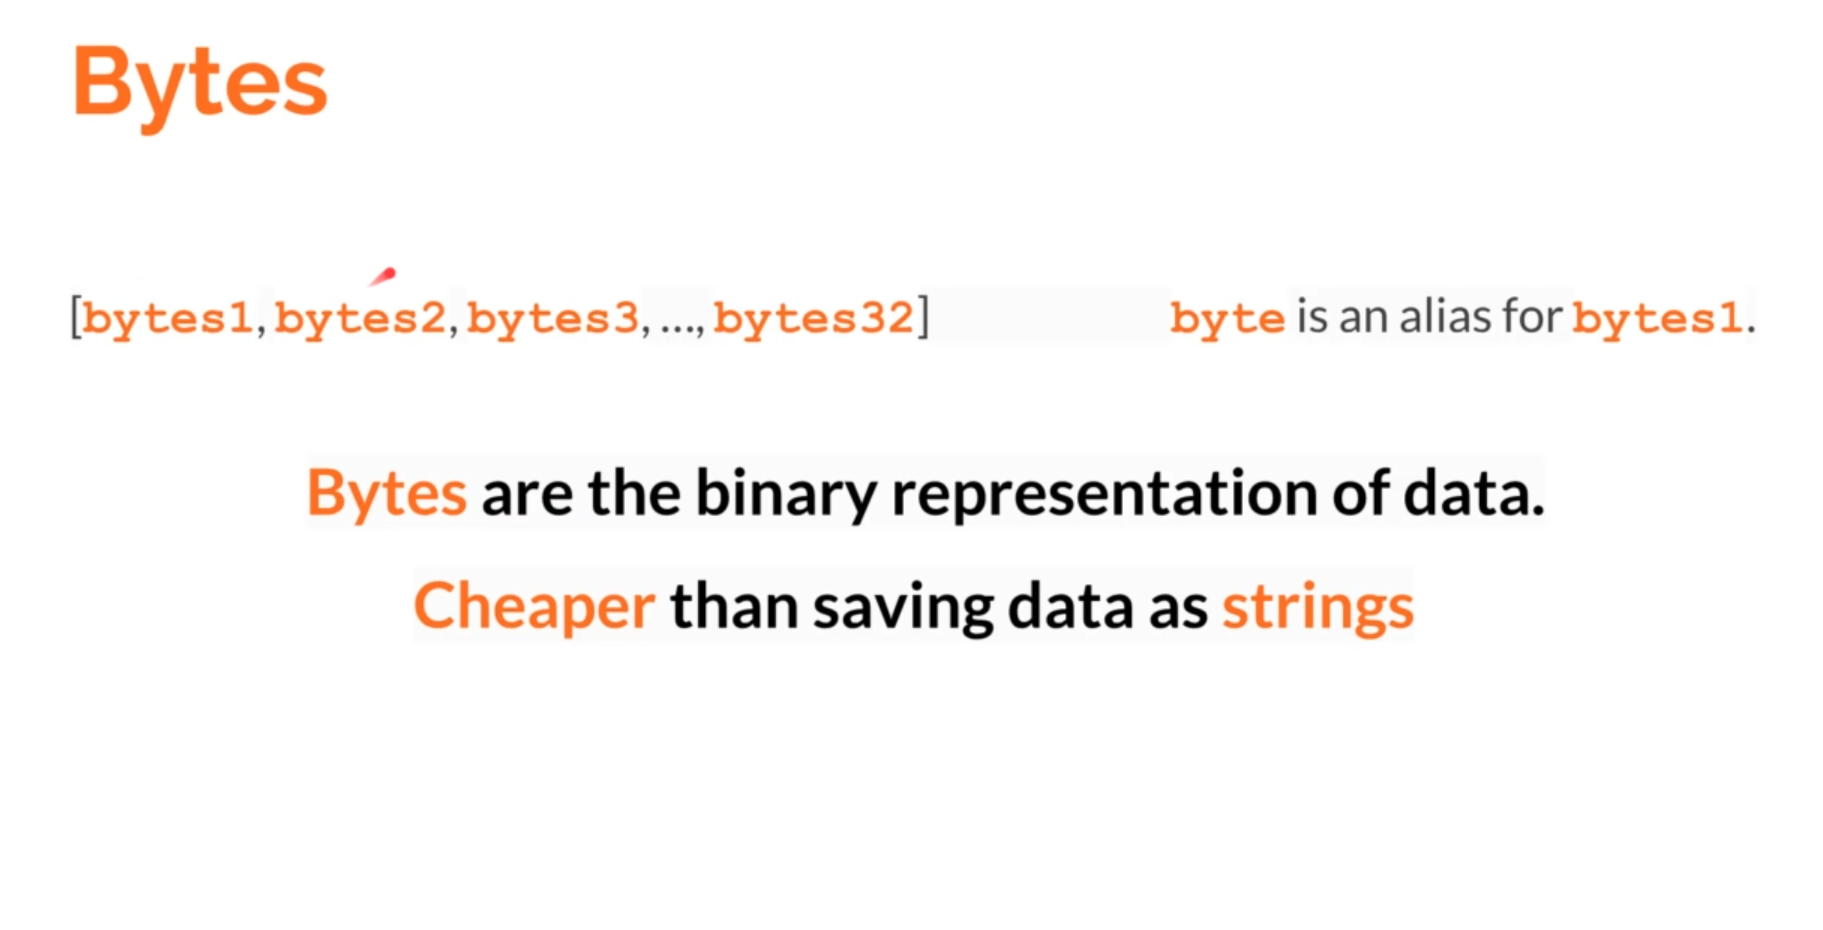 Bytes
[bytes1, bytes2, bytes3, ..., bytes32] byte is an alias for bytes1.
Bytes are the binary representation of data.
Cheaper than saving data as strings